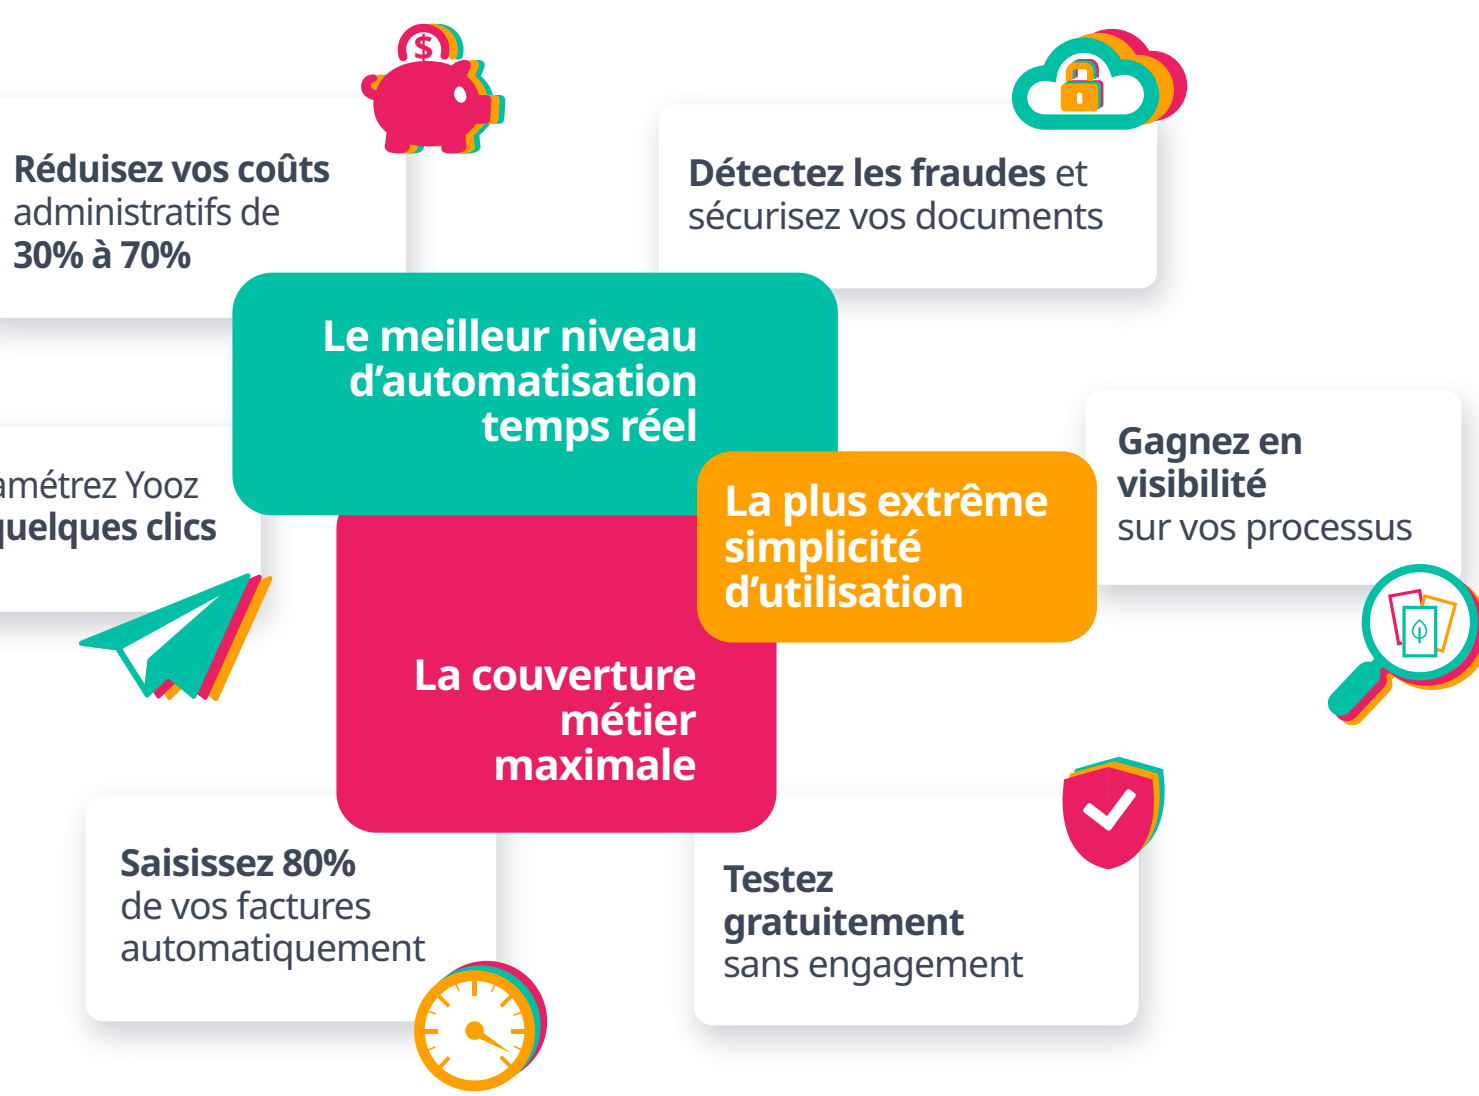 $
Réduisez vos coûts
administratifs de
30% à 70%
Détectez les fraudes et
sécurisez vos documents
Le meilleur niveau
d’automatisation
temps réel
amétrez Yooz
quelques clics
La plus extrême
simplicité
d’utilisation
Gagnez en
visibilité
sur vos processus
La couverture
métier
maximale
Saisissez 80%
de vos factures
automatiquement
Testez
gratuitement
sans engagement